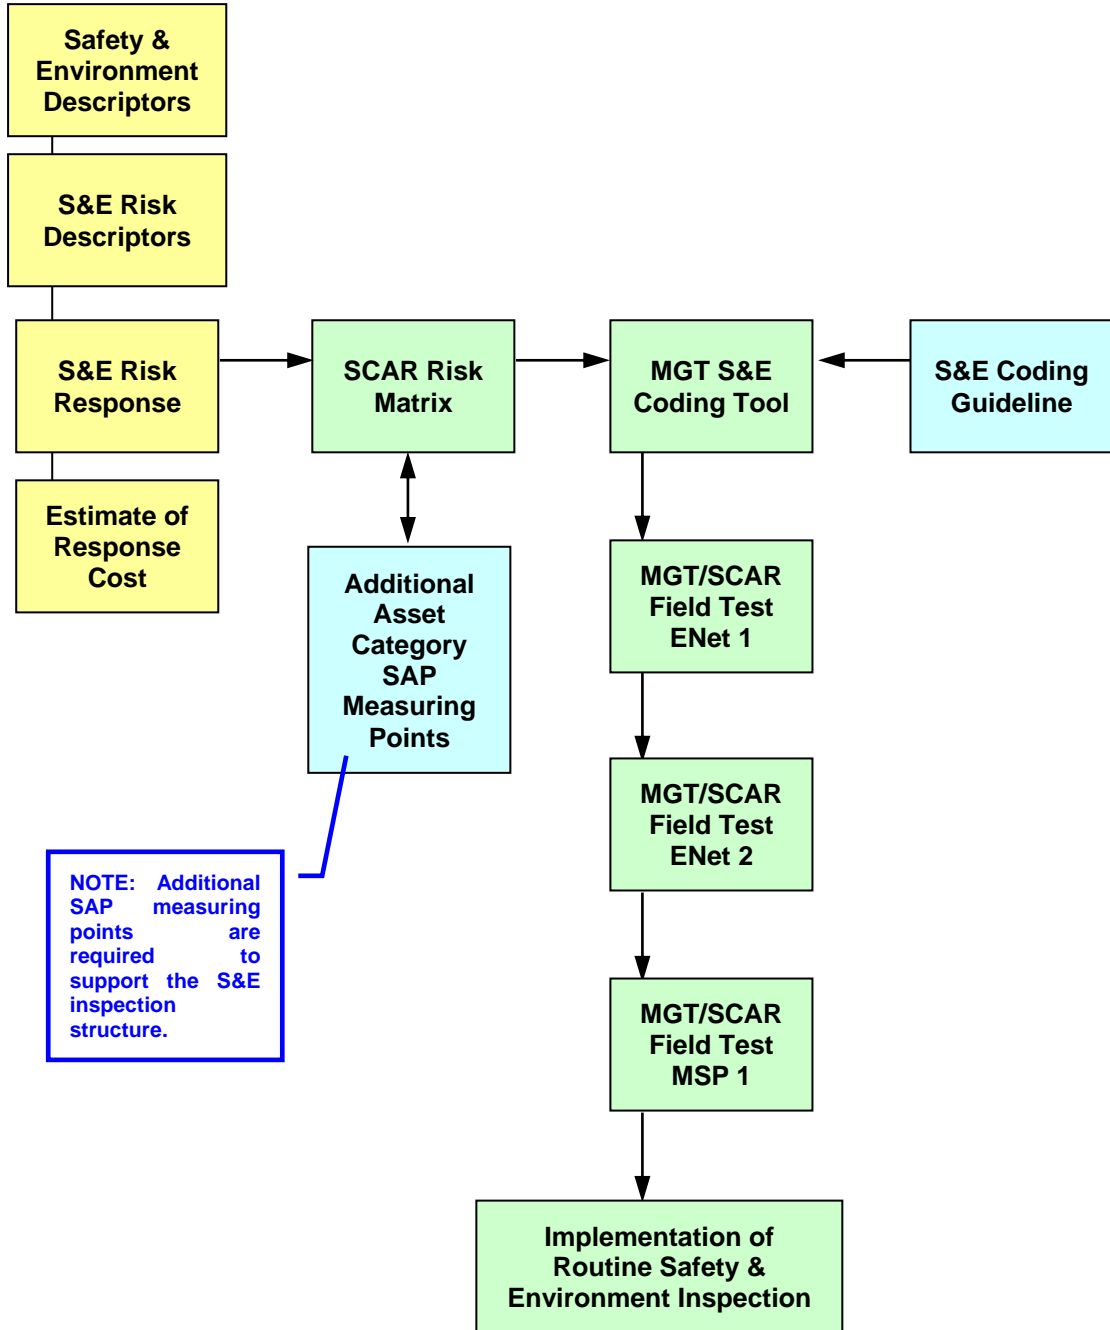 Safety &
Environment
Descriptors
S&E Risk
Descriptors
S&E Risk
Response
SCAR Risk
Matrix
MGT S&E
Coding Tool
S&E Coding
Guideline
Estimate of
Response
Cost
Additional
Asset
Category
SAP
Measuring
Points
MGT/SCAR
Field Test
ENet 1
MGT/SCAR
Field Test
ENet 2
NOTE: Additional
SAP measuring
points are
required to
support the S&E
inspection
structure.
MGT/SCAR
Field Test
MSP 1
Implementation of
Routine Safety &
Environment Inspection